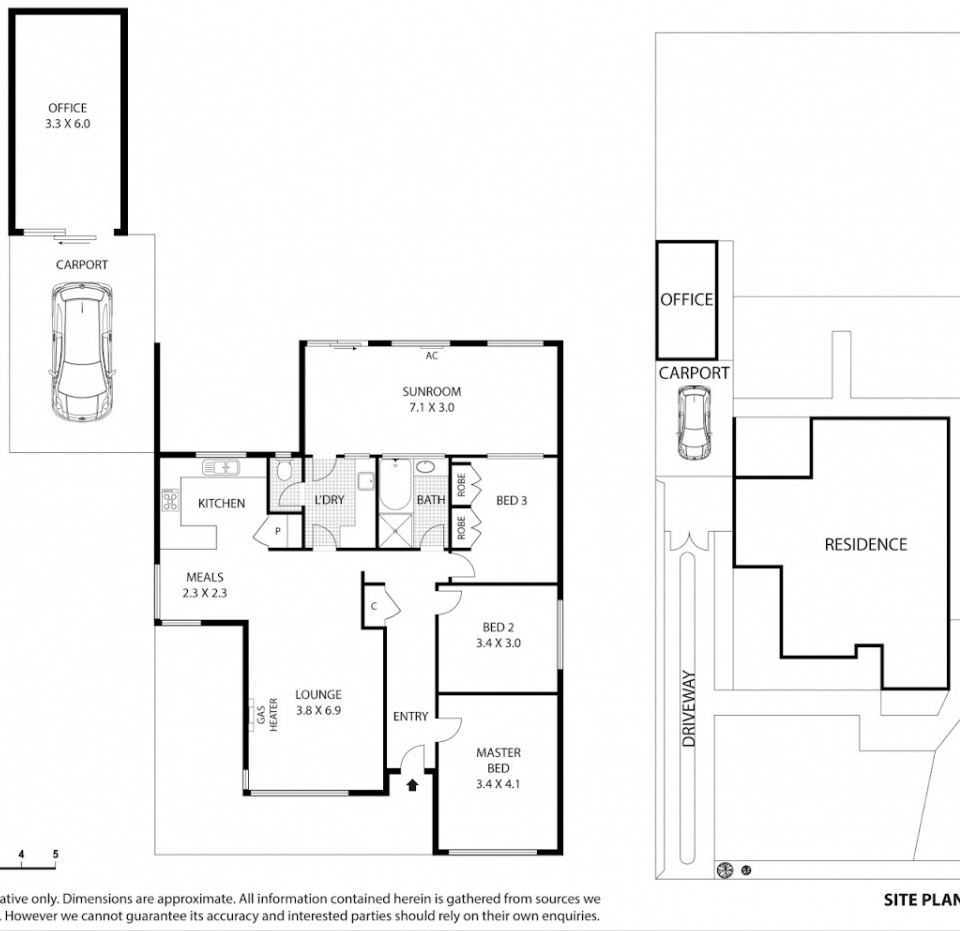 OFFICE
3.3 X 6.0
CARPORT
AC
SUNROOM
7.1 X 3.0
KITCHEN
L'DRY
BATH
ROBE
ROBE
BED 3
P
MEALS
2.3 X 2.3
C
BED 2
3.4 X 3.0
LOUNGE
3.8 X 6.9
GAS
HEATER
ENTRY
MASTER
BED
3.4 X 4.1
4 5
ative only. Dimensions are approximate. All information contained herein is gathered from sources we
. However we cannot guarantee its accuracy and interested parties should rely on their own enquiries.
OFFICE
CARPORT
RESIDENCE
DRIVEWAY
SITE PLAN